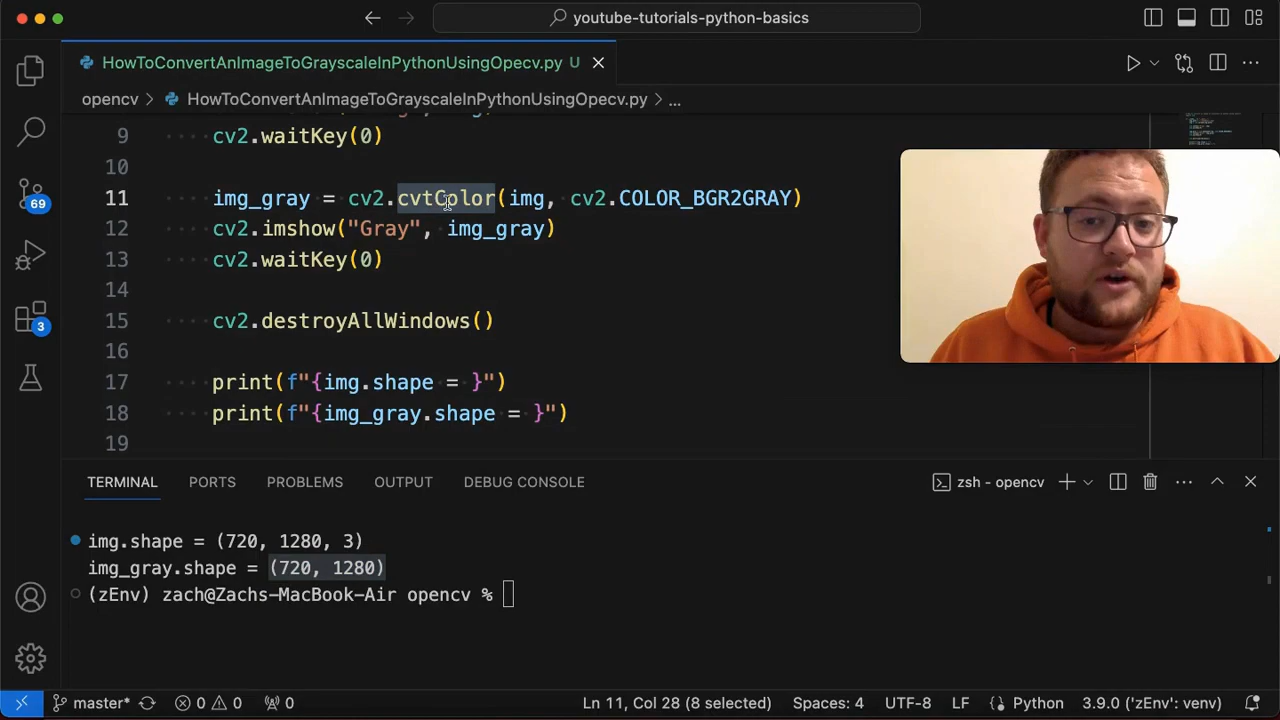 youtube-tutorials-python-basics
HowToConvertAnImageToGrayscaleInPythonUsingOpecv.py U
opencv > HowToConvertAnImageToGrayscaleInPythonUsingOpecv.py > ...
9 cv2.waitKey(0)
10
11 img_gray = cv2.cvtColor(img, cv2.COLOR_BGR2GRAY)
12 cv2.imshow("Gray", img_gray)
13 cv2.waitKey(0)
14
15 cv2.destroyAllWindows()
16
17 print(f"{img.shape = }")
18 print(f"{img_gray.shape = }")
19
69
3
TERMINAL PORTS PROBLEMS OUTPUT DEBUG CONSOLE zsh - opencv
img.shape = (720, 1280, 3)
img_gray.shape = (720, 1280)
(zEnv) zach@Zachs-MacBook-Air opencv %
master* 0 0 0 Ln 11, Col 28 (8 selected) Spaces: 4 UTF-8 LF Python 3.9.0 ('zEnv': venv)